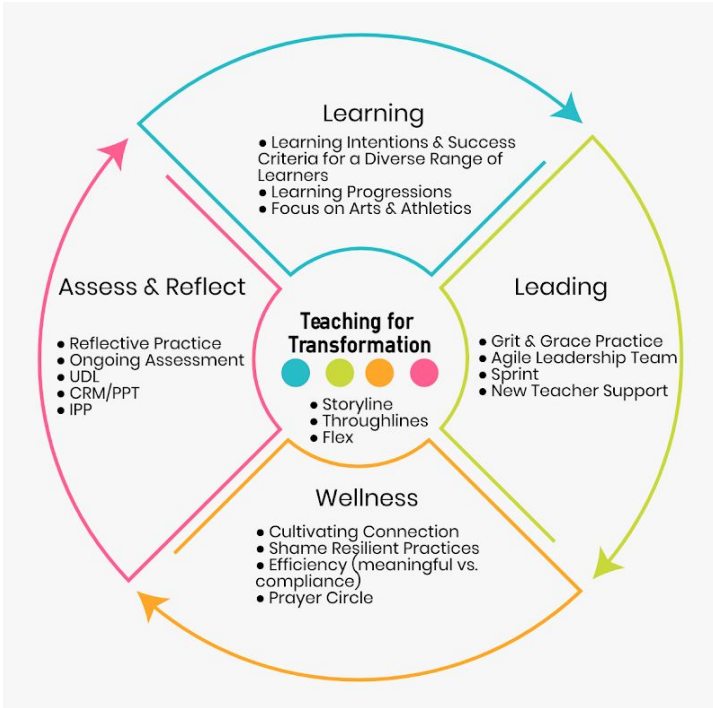 Learning
● Learning Intentions & Success
Criteria for a Diverse Range of
Learners
● Learning Progressions
● Focus on Arts & Athletics
Assess & Reflect
● Reflective Practice
● Ongoing Assessment
● UDL
● CRM/PPT
● IPP
Teaching for
Transformation
● Storyline
● Throughlines
● Flex
Leading
● Grit & Grace Practice
● Agile Leadership Team
● Sprint
● New Teacher Support
Wellness
● Cultivating Connection
● Shame Resilient Practices
● Efficiency (meaningful vs.
compliance)
● Prayer Circle